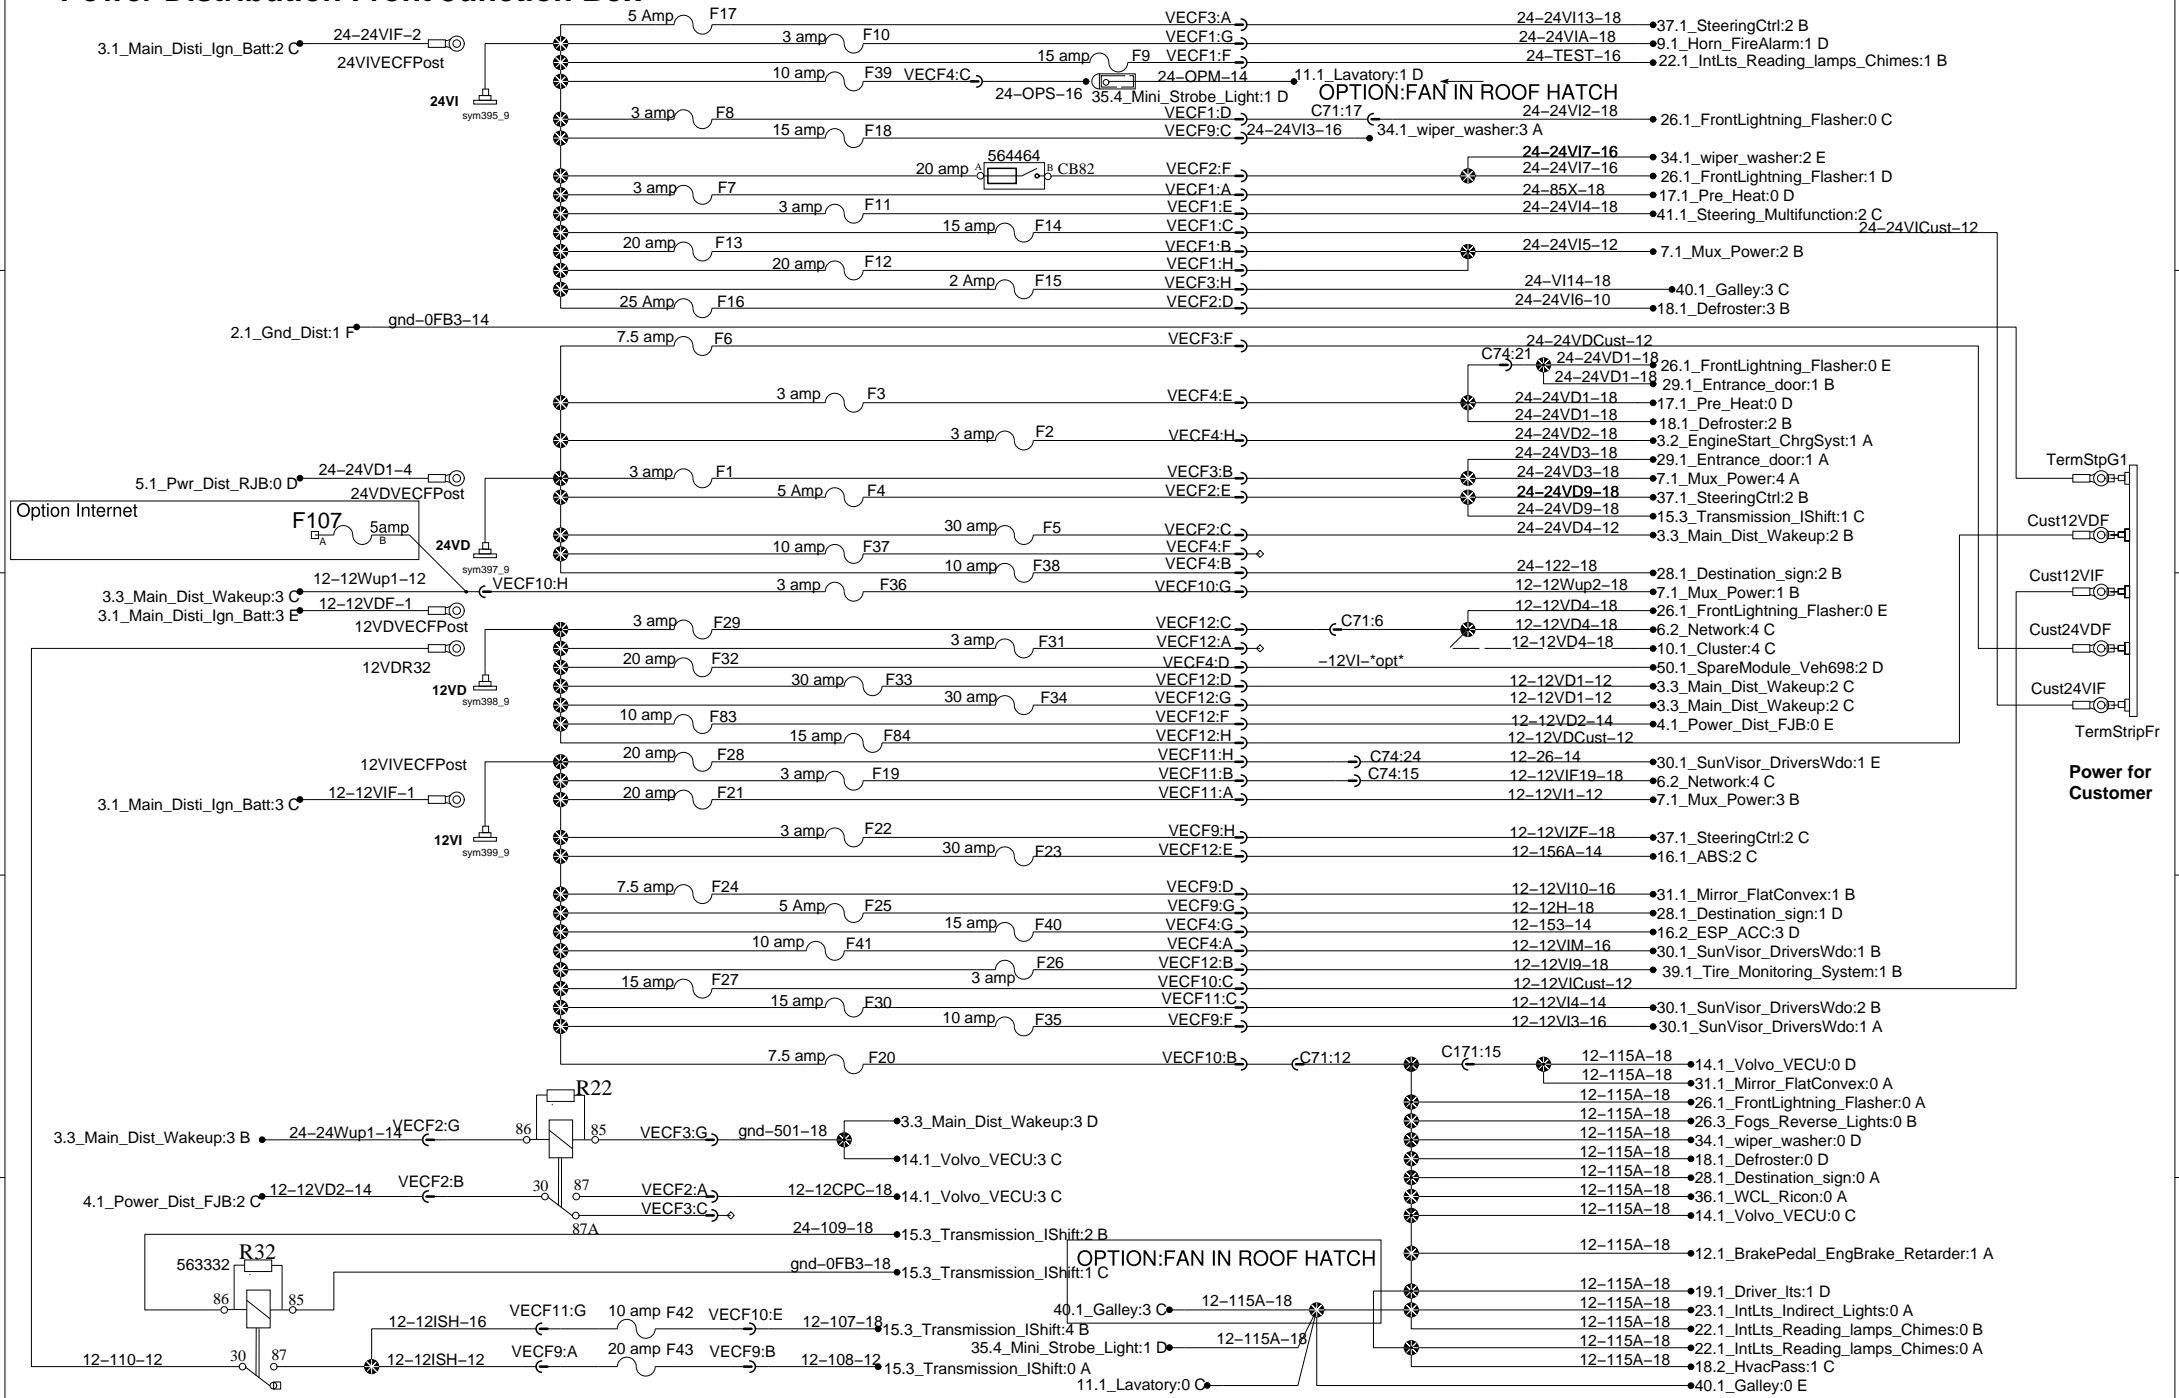 5 Amp F17 VECF3:A 24-24VI13-18 37.1_SteeringCtrl:2 B
3.1_Main_Disti_Ign_Batt:2 C 24-24VIF-2 3 amp F10 VECF1:G 24-24VIA-18 9.1_Horn_FireAlarm:1 D
24VIVECFPost 15 amp F9 VECF1:F 24-TEST-16 22.1_IntLts_Reading_lamps_Chimes:1 B
10 amp F39 VECF4:C 24-OPM-14 11.1_Lavatory:1 D
24VI 24-OPS-16 35.4_Mini_Strobe_Light:1 D OPTION:FAN IN ROOF HATCH
sym395_9 3 amp F8 VECF1:D C71:17 24-24VI2-18 26.1_FrontLightning_Flasher:0 C
15 amp F18 VECF9:C 24-24VI3-16 34.1_wiper_washer:3 A
564464 24-24VI7-16 34.1_wiper_washer:2 E
20 amp A B CB82 VECF2:F 24-24VI7-16 26.1_FrontLightning_Flasher:1 D
3 amp F7 VECF1:A 24-85X-18 17.1_Pre_Heat:0 D
3 amp F11 VECF1:E 24-24VI4-18 41.1_Steering_Multifunction:2 C
15 amp F14 VECF1:C 24-24VICust-12
20 amp F13 VECF1:B 24-24VI5-12 7.1_Mux_Power:2 B
20 amp F12 VECF1:H
2 Amp F15 VECF3:H 24-VI14-18 40.1_Galley:3 C
25 Amp F16 VECF2:D 24-24VI6-10 18.1_Defroster:3 B
2.1_Gnd_Dist:1 F gnd-0FB3-14
7.5 amp F6 VECF3:F 24-24VDCust-12
C74:21 24-24VD1-18 26.1_FrontLightning_Flasher:0 E
24-24VD1-18 29.1_Entrance_door:1 B
3 amp F3 VECF4:E 24-24VD1-18 17.1_Pre_Heat:0 D
24-24VD1-18 18.1_Defroster:2 B
3 amp F2 VECF4:H 24-24VD2-18 3.2_EngineStart_ChrgSyst:1 A
24-24VD3-18 29.1_Entrance_door:1 A TermStpG1
5.1_Pwr_Dist_RJB:0 D 24-24VD1-4 3 amp F1 VECF3:B 24-24VD3-18 7.1_Mux_Power:4 A
24VDVECFPost 5 Amp F4 VECF2:E 24-24VD9-18 37.1_SteeringCtrl:2 B
Option Internet 24-24VD9-18 15.3_Transmission_IShift:1 C
F107 A 5amp B 30 amp F5 VECF2:C 24-24VD4-12 3.3_Main_Dist_Wakeup:2 B Cust12VDF
24VD 10 amp F37 VECF4:F
sym397_9 10 amp F38 VECF4:B 24-122-18 28.1_Destination_sign:2 B
3.3_Main_Dist_Wakeup:3 C 12-12Wup1-12 VECF10:H 3 amp F36 VECF10:G 12-12Wup2-18 7.1_Mux_Power:1 B Cust12VIF
3.1_Main_Disti_Ign_Batt:3 E 12-12VDF-1 12-12VD4-18 26.1_FrontLightning_Flasher:0 E
12VDVECFPost 3 amp F29 VECF12:C C71:6 12-12VD4-18 6.2_Network:4 C Cust24VDF
12VDR32 3 amp F31 VECF12:A 12-12VD4-18 10.1_Cluster:4 C
20 amp F32 VECF4:D -12VI-*opt* 50.1_SpareModule_Veh698:2 D
12VD 30 amp F33 VECF12:D 12-12VD1-12 3.3_Main_Dist_Wakeup:2 C Cust24VIF
sym398_9 30 amp F34 VECF12:G 12-12VD1-12 3.3_Main_Dist_Wakeup:2 C
10 amp F83 VECF12:F 12-12VD2-14 4.1_Power_Dist_FJB:0 E TermStripFr
15 amp F84 VECF12:H 12-12VDCust-12
12VIVECFPost 20 amp F28 VECF11:H C74:24 12-26-14 30.1_SunVisor_DriversWdo:1 E
3 amp F19 VECF11:B C74:15 12-12VIF19-18 6.2_Network:4 C Power for
3.1_Main_Disti_Ign_Batt:3 C 12-12VIF-1 20 amp F21 VECF11:A 12-12VI1-12 7.1_Mux_Power:3 B Customer
12VI 3 amp F22 VECF9:H 12-12VIZF-18 37.1_SteeringCtrl:2 C
sym399_9 30 amp F23 VECF12:E 12-156A-14 16.1_ABS:2 C
7.5 amp F24 VECF9:D 12-12VI10-16 31.1_Mirror_FlatConvex:1 B
5 Amp F25 VECF9:G 12-12H-18 28.1_Destination_sign:1 D
15 amp F40 VECF4:G 12-153-14 16.2_ESP_ACC:3 D
10 amp F41 VECF4:A 12-12VIM-16 30.1_SunVisor_DriversWdo:1 B
3 amp F26 VECF12:B 12-12VI9-18 39.1_Tire_Monitoring_System:1 B
15 amp F27 VECF10:C 12-12VICust-12
15 amp F30 VECF11:C 12-12VI4-14 30.1_SunVisor_DriversWdo:2 B
10 amp F35 VECF9:F 12-12VI3-16 30.1_SunVisor_DriversWdo:1 A
7.5 amp F20 VECF10:B C71:12 C171:15 12-115A-18 14.1_Volvo_VECU:0 D
R22 12-115A-18 31.1_Mirror_FlatConvex:0 A
12-115A-18 26.1_FrontLightning_Flasher:0 A
3.3_Main_Dist_Wakeup:3 D 12-115A-18 26.3_Fogs_Reverse_Lights:0 B
3.3_Main_Dist_Wakeup:3 B 24-24Wup1-14 VECF2:G 86 85 VECF3:G gnd-501-18 12-115A-18 34.1_wiper_washer:0 D
14.1_Volvo_VECU:3 C 12-115A-18 18.1_Defroster:0 D
12-115A-18 28.1_Destination_sign:0 A
4.1_Power_Dist_FJB:2 C 12-12VD2-14 VECF2:B 30 87 VECF2:A 12-12CPC-18 14.1_Volvo_VECU:3 C 12-115A-18 36.1_WCL_Ricon:0 A
87A VECF3:C 12-115A-18 14.1_Volvo_VECU:0 C
24-109-18 15.3_Transmission_IShift:2 B
R32 OPTION:FAN IN ROOF HATCH 12-115A-18 12.1_BrakePedal_EngBrake_Retarder:1 A
563332 gnd-0FB3-18 15.3_Transmission_IShift:1 C
86 85 12-115A-18 19.1_Driver_lts:1 D
40.1_Galley:3 C 12-115A-18 12-115A-18 23.1_IntLts_Indirect_Lights:0 A
12-12ISH-16 VECF11:G 10 amp F42 VECF10:E 12-107-18 15.3_Transmission_IShift:4 B 12-115A-18 22.1_IntLts_Reading_lamps_Chimes:0 B
35.4_Mini_Strobe_Light:1 D 12-115A-18 12-115A-18 22.1_IntLts_Reading_lamps_Chimes:0 A
12-110-12 30 87 12-12ISH-12 VECF9:A 20 amp F43 VECF9:B 12-108-12 15.3_Transmission_IShift:0 A 12-115A-18 18.2_HvacPass:1 C
11.1_Lavatory:0 C 40.1_Galley:0 E